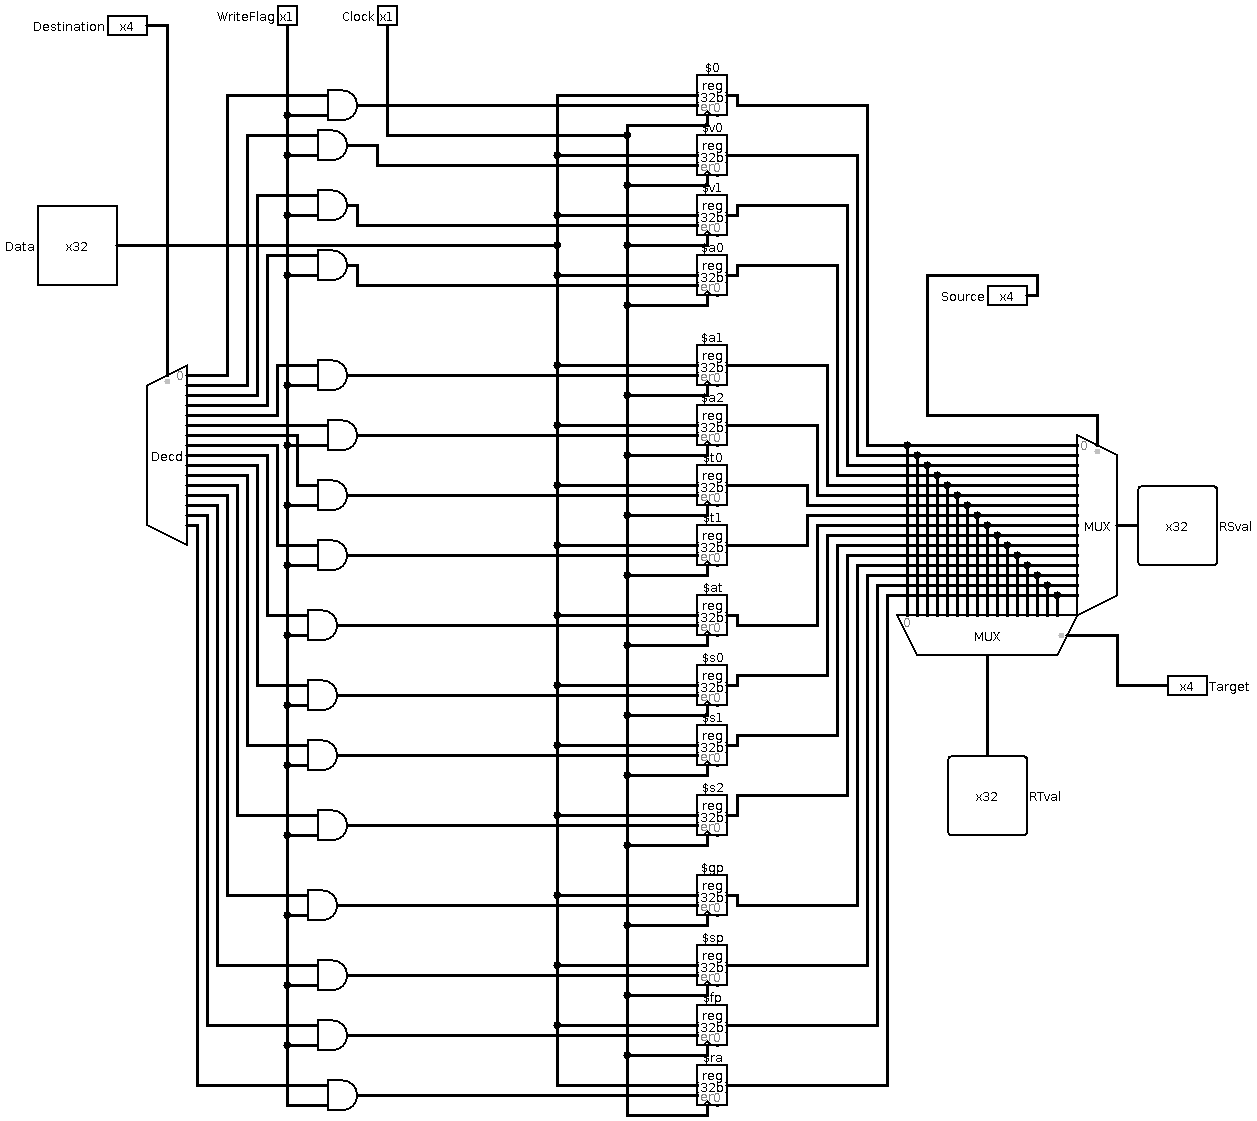 Destination x4
WriteFlag x1
Clock x1
$0
reg
32b
er0
$v0
reg
32b
er0
$v1
reg
32b
er0
Data x32
$a0
reg
32b
er0
Source x4
$a1
reg
32b
er0
0
$a2
reg
32b
er0
0
Decd
$t0
reg
32b
er0
$t1
reg
32b
er0
MUX
x32 RSval
$at
reg
32b
er0
0
MUX
$s0
reg
32b
er0
x4 Target
$s1
reg
32b
er0
$s2
reg
32b
er0
x32 RTval
$gp
reg
32b
er0
$sp
reg
32b
er0
$fp
reg
32b
er0
$ra
reg
32b
er0